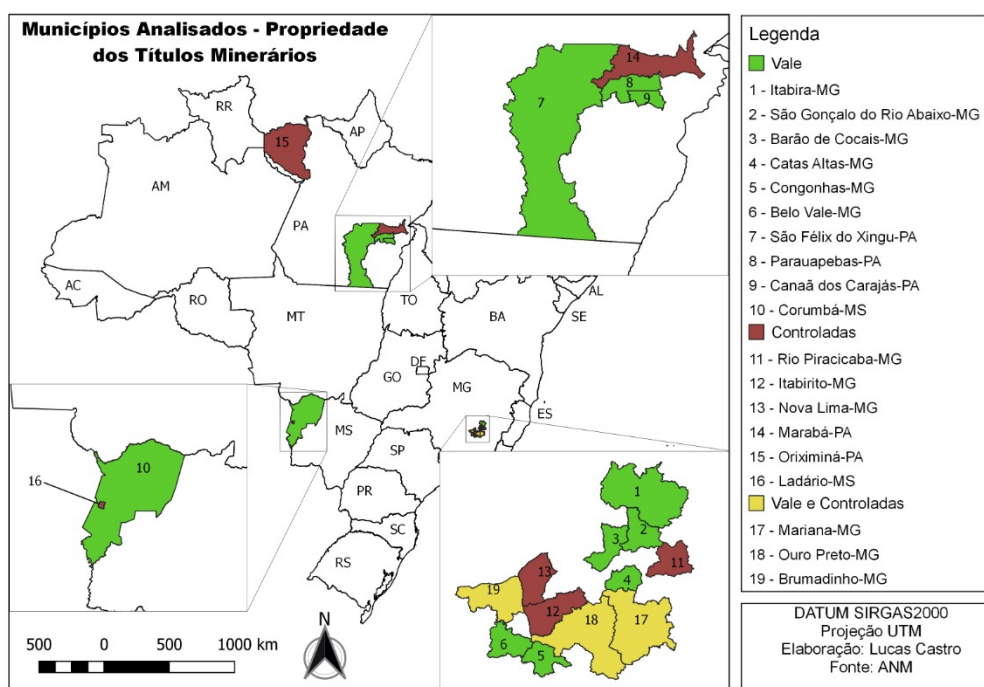 Municípios Analisados - Propriedade
dos Títulos Minerários
RR
AP
15
AM
PA
AC
RO
MT
TO
BA
AL
SE
DF
GO
MG
ES
MS
SP
PR
SC
RS
14
7
8
9
10
16
1
2
3
11
4
13
19
12
18
17
6
5
N
500 0 500 1000 km
Legenda
Vale
1 - Itabira-MG
2 - São Gonçalo do Rio Abaixo-MG
3 - Barão de Cocais-MG
4 - Catas Altas-MG
5 - Congonhas-MG
6 - Belo Vale-MG
7 - São Félix do Xingu-PA
8 - Parauapebas-PA
9 - Canaã dos Carajás-PA
10 - Corumbá-MS
Controladas
11 - Rio Piracicaba-MG
12 - Itabirito-MG
13 - Nova Lima-MG
14 - Marabá-PA
15 - Oriximiná-PA
16 - Ladário-MS
Vale e Controladas
17 - Mariana-MG
18 - Ouro Preto-MG
19 - Brumadinho-MG
DATUM SIRGAS2000
Projeção UTM
Elaboração: Lucas Castro
Fonte: ANM